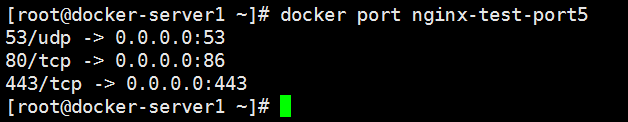 [root@docker-server1 ~]# docker port nginx-test-port5
53/udp -> 0.0.0.0:53
80/tcp -> 0.0.0.0:86
443/tcp -> 0.0.0.0:443
[root@docker-server1 ~]#